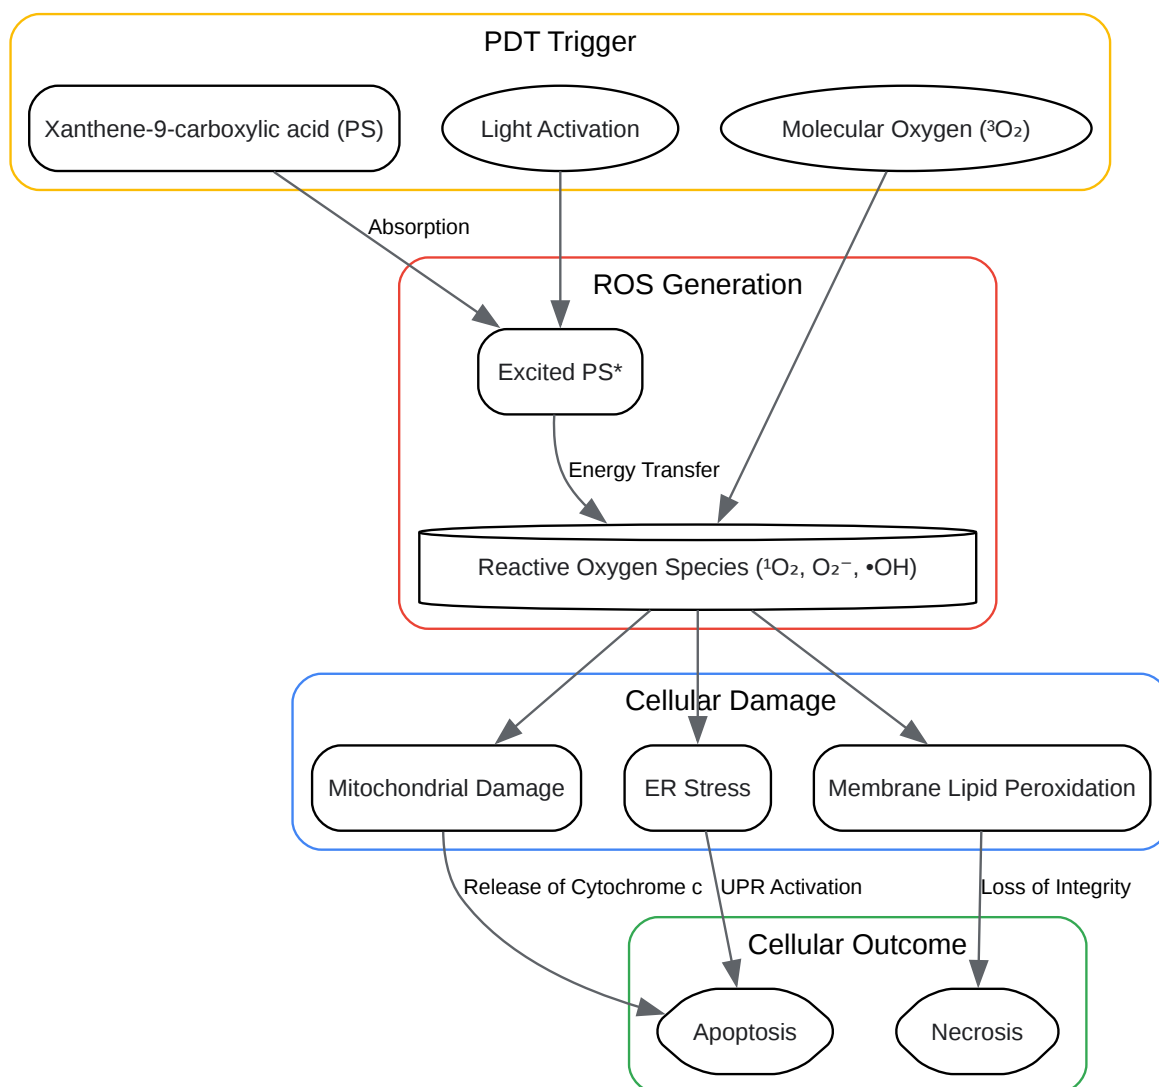 PDT Trigger
Xanthene-9-carboxylic acid (PS)
Light Activation
Molecular Oxygen (³O₂)
Absorption
ROS Generation
Excited PS*
Energy Transfer
Reactive Oxygen Species (¹O₂, O₂⁻, •OH)
Cellular Damage
Mitochondrial Damage
ER Stress
Membrane Lipid Peroxidation
Release of Cytochrome c
UPR Activation
Loss of Integrity
Cellular Outcome
Apoptosis
Necrosis